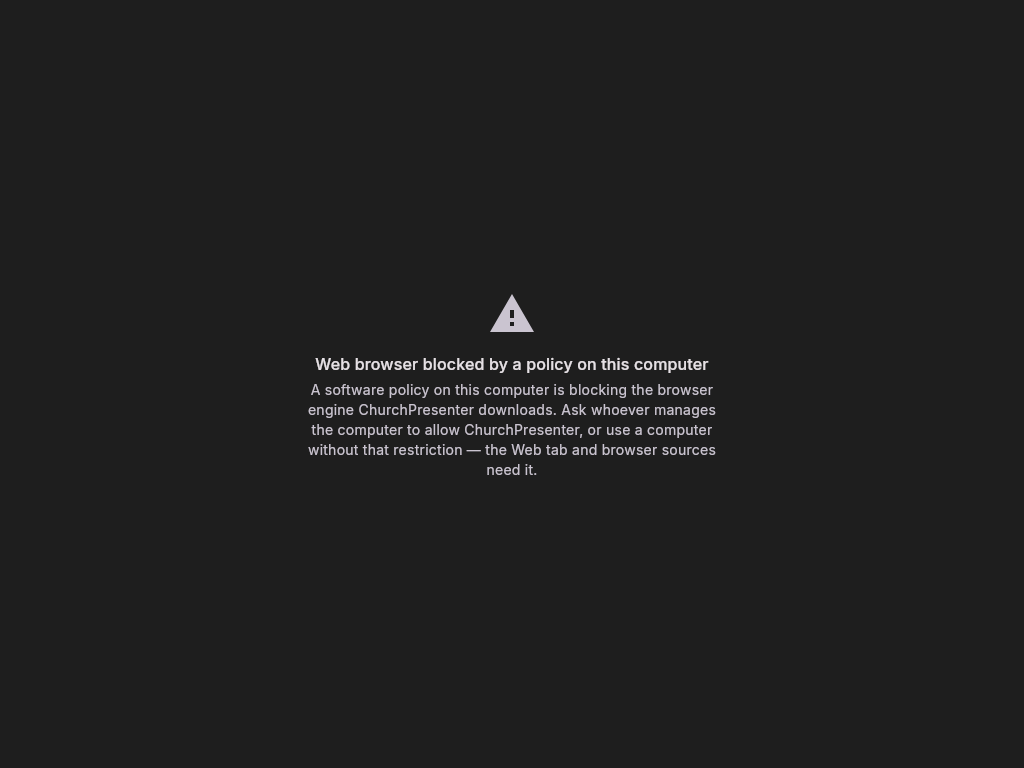 Web browser blocked by a policy on this computer
A software policy on this computer is blocking the browser
engine ChurchPresenter downloads. Ask whoever manages
the computer to allow ChurchPresenter, or use a computer
without that restriction — the Web tab and browser sources
need it.